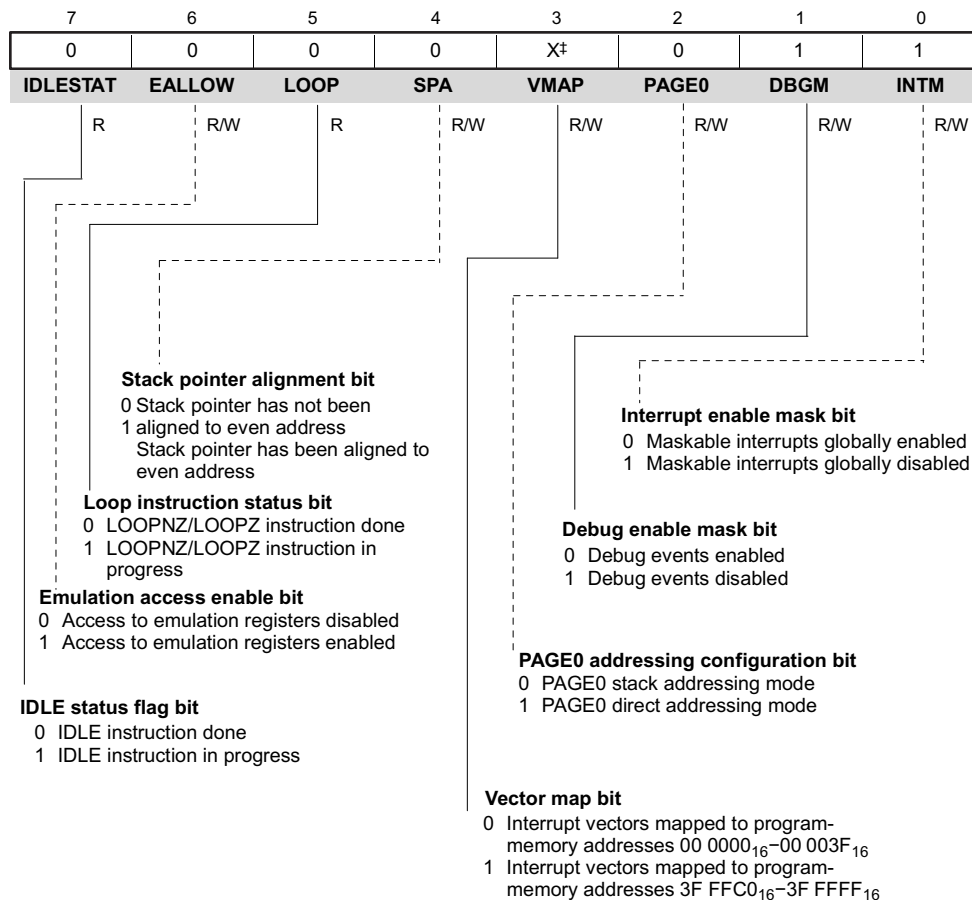 7 6 5 4 3 2 1 0
0 0 0 0 X‡ 0 1 1
IDLESTAT EALLOW LOOP SPA VMAP PAGE0 DBGM INTM
R R/W R R/W R/W R/W R/W R/W
Stack pointer alignment bit
0 Stack pointer has not been
1 aligned to even address
Stack pointer has been aligned to
even address
Interrupt enable mask bit
0 Maskable interrupts globally enabled
1 Maskable interrupts globally disabled
Loop instruction status bit
0 LOOPNZ/LOOPZ instruction done
1 LOOPNZ/LOOPZ instruction in
progress
Debug enable mask bit
0 Debug events enabled
1 Debug events disabled
Emulation access enable bit
0 Access to emulation registers disabled
1 Access to emulation registers enabled
PAGE0 addressing configuration bit
0 PAGE0 stack addressing mode
1 PAGE0 direct addressing mode
IDLE status flag bit
0 IDLE instruction done
1 IDLE instruction in progress
Vector map bit
0 Interrupt vectors mapped to program-
memory addresses 00 0000₁₆−00 003F₁₆
1 Interrupt vectors mapped to program-
memory addresses 3F FFC0₁₆−3F FFFF₁₆